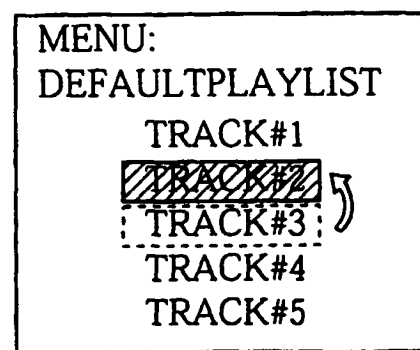 MENU:
DEFAULTPLAYLIST
TRACK#1
TRACK#2
TRACK#3
TRACK#4
TRACK#5